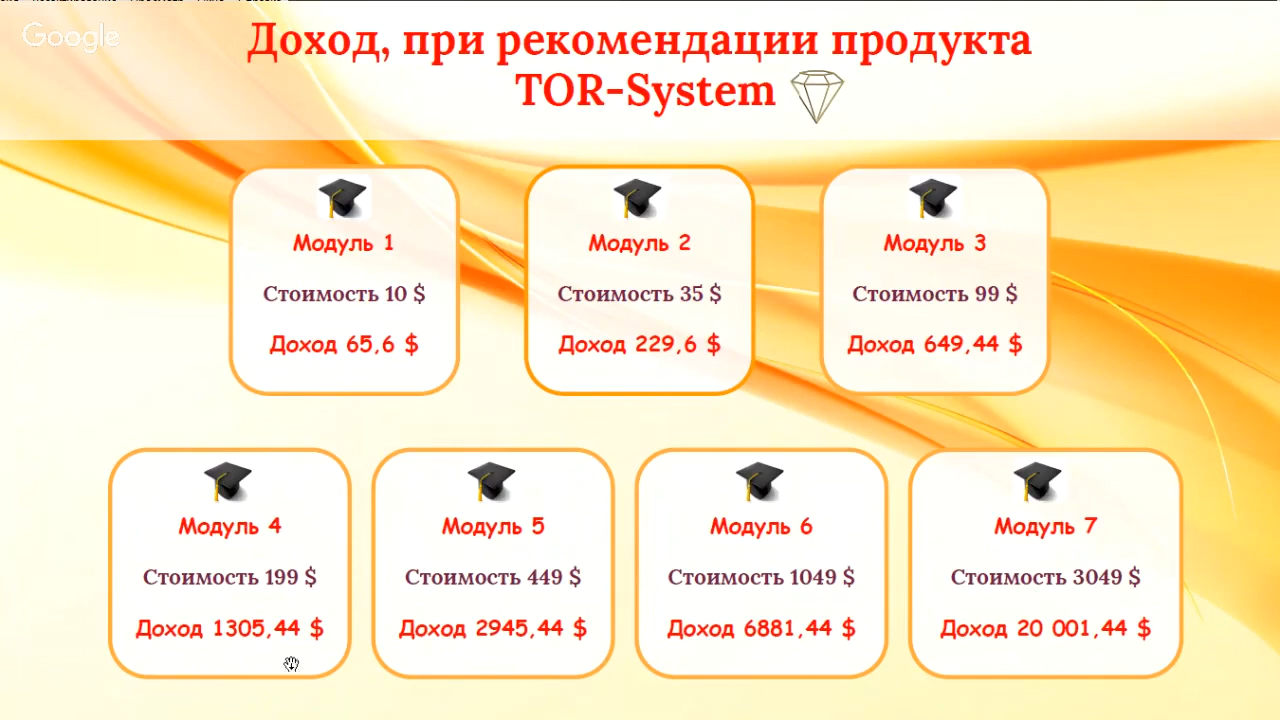 Google
Доход, при рекомендации продукта
TOR-System
Модуль 1
Стоимость 10 $
Доход 65,6 $
Модуль 2
Стоимость 35 $
Доход 229,6 $
Модуль 3
Стоимость 99 $
Доход 649,44 $
Модуль 4
Стоимость 199 $
Доход 1305,44 $
Модуль 5
Стоимость 449 $
Доход 2945,44 $
Модуль 6
Стоимость 1049 $
Доход 6881,44 $
Модуль 7
Стоимость 3049 $
Доход 20 001,44 $